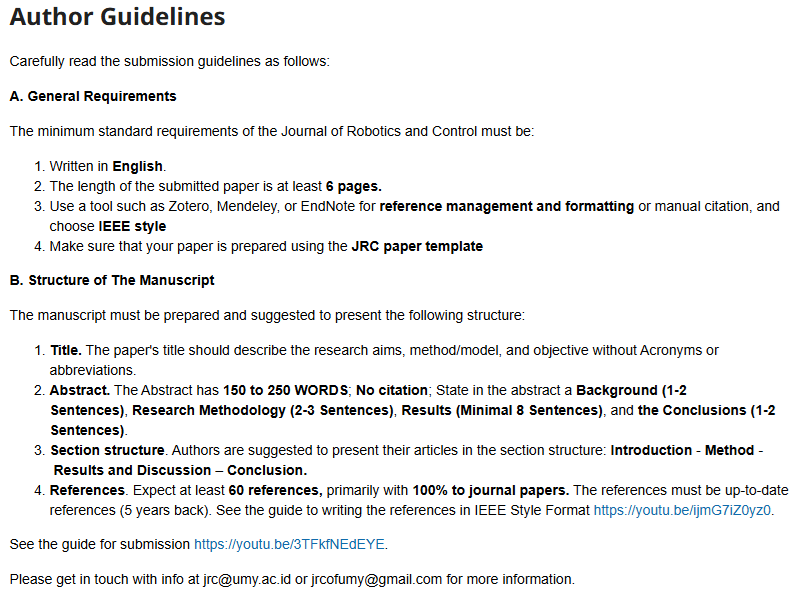 Author Guidelines
Carefully read the submission guidelines as follows:
A. General Requirements
The minimum standard requirements of the Journal of Robotics and Control must be:
1. Written in English.
2. The length of the submitted paper is at least 6 pages.
3. Use a tool such as Zotero, Mendeley, or EndNote for reference management and formatting or manual citation, and
choose IEEE style
4. Make sure that your paper is prepared using the JRC paper template
B. Structure of The Manuscript
The manuscript must be prepared and suggested to present the following structure:
1. Title. The paper's title should describe the research aims, method/model, and objective without Acronyms or
abbreviations.
2. Abstract. The Abstract has 150 to 250 WORDS; No citation; State in the abstract a Background (1-2
Sentences), Research Methodology (2-3 Sentences), Results (Minimal 8 Sentences), and the Conclusions (1-2
Sentences).
3. Section structure. Authors are suggested to present their articles in the section structure: Introduction - Method -
Results and Discussion – Conclusion.
4. References. Expect at least 60 references, primarily with 100% to journal papers. The references must be up-to-date
references (5 years back). See the guide to writing the references in IEEE Style Format https://youtu.be/ijmG7iZ0yz0.
See the guide for submission https://youtu.be/3TFkfNEdEYE.
Please get in touch with info at jrc@umy.ac.id or jrcofumy@gmail.com for more information.